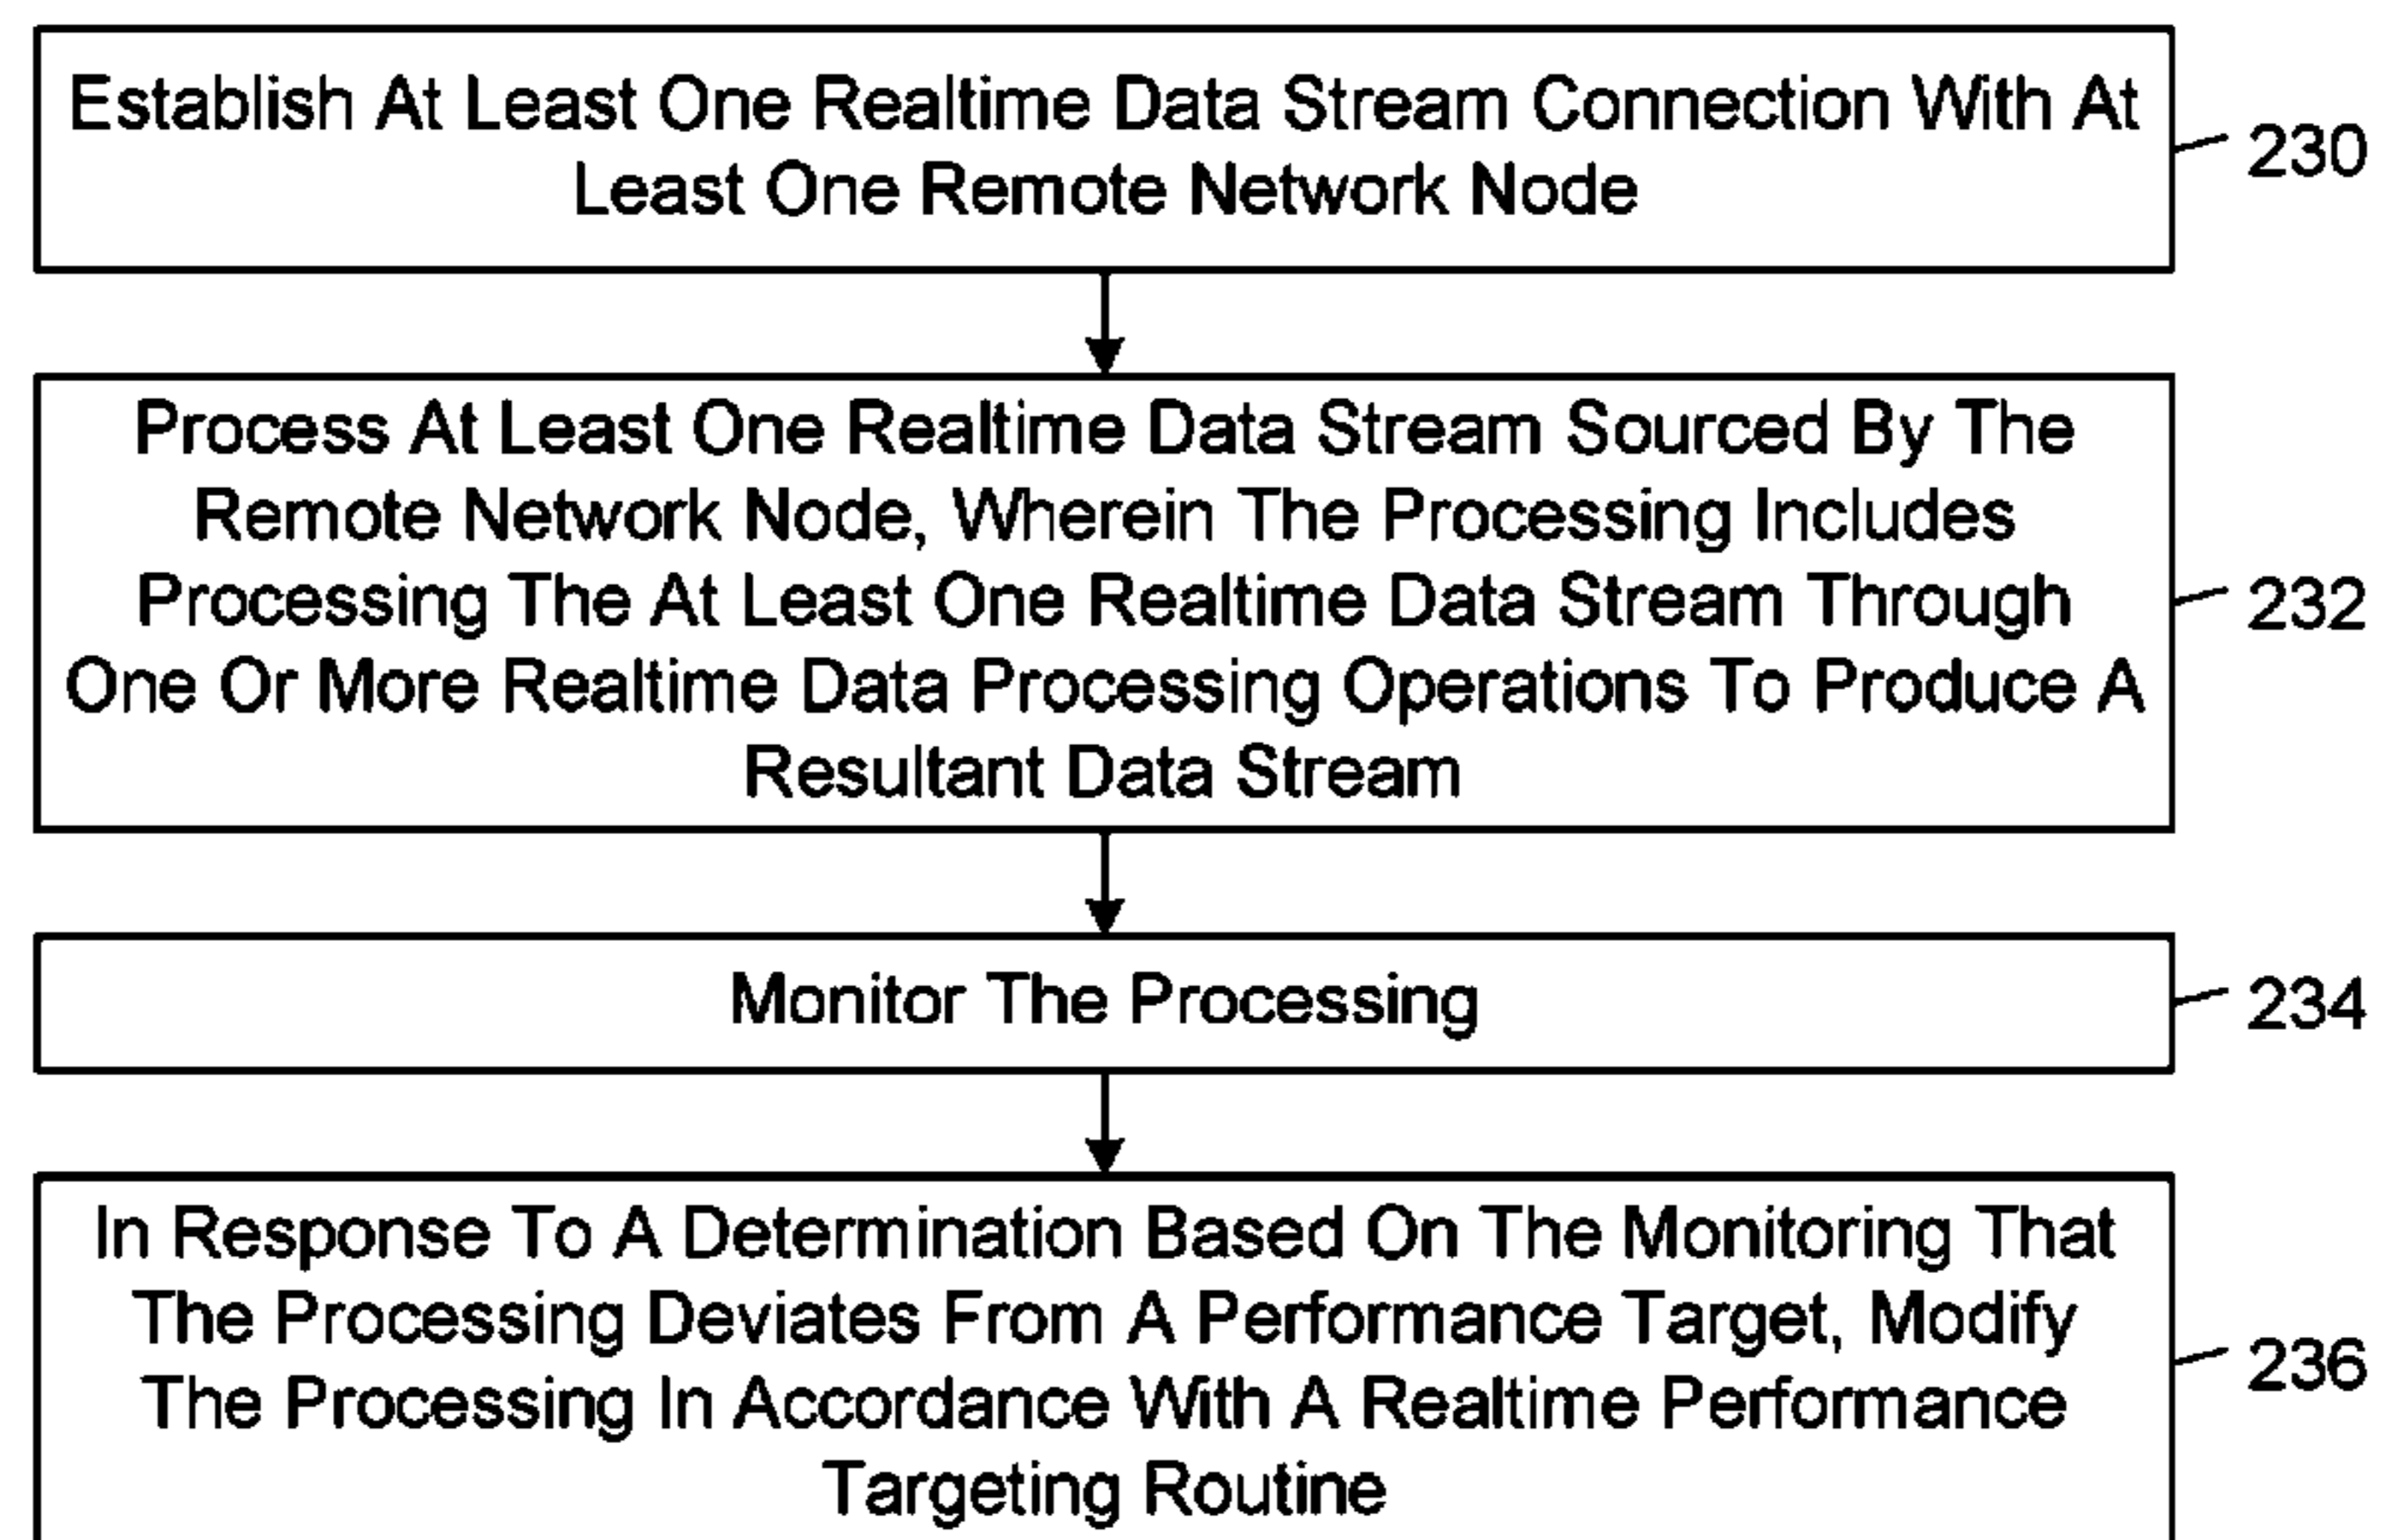 Establish At Least One Realtime Data Stream Connection With At
Least One Remote Network Node
230
Process At Least One Realtime Data Stream Sourced By The
Remote Network Node, Wherein The Processing Includes
Processing The At Least One Realtime Data Stream Through
One Or More Realtime Data Processing Operations To Produce A
Resultant Data Stream
232
Monitor The Processing
234
In Response To A Determination Based On The Monitoring That
The Processing Deviates From A Performance Target, Modify
The Processing In Accordance With A Realtime Performance
Targeting Routine
236